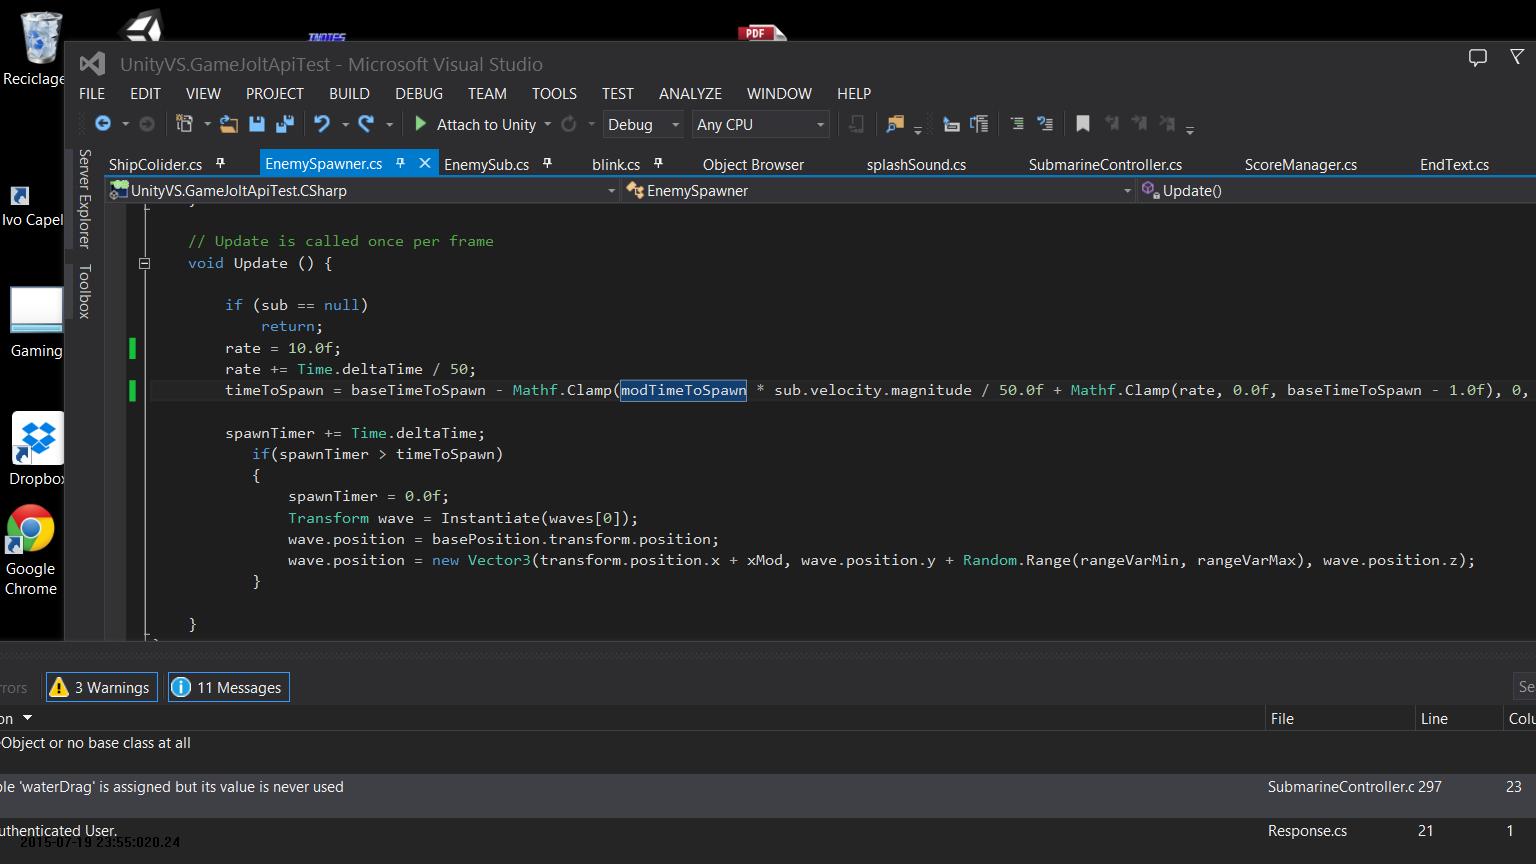 Reciclage
INOTES
PDF
UnityVS.GameJoltApiTest - Microsoft Visual Studio
FILE EDIT VIEW PROJECT BUILD DEBUG TEAM TOOLS TEST ANALYZE WINDOW HELP
Attach to Unity Debug Any CPU
Server Explorer
Toolbox
ShipColider.cs EnemySpawner.cs EnemySub.cs blink.cs Object Browser splashSound.cs SubmarineController.cs ScoreManager.cs EndText.cs
UnityVS.GameJoltApiTest.CSharp EnemySpawner Update()
Ivo Capel
Gaming
Dropbox
Google
Chrome
}
// Update is called once per frame
void Update () {
if (sub == null)
return;
rate = 10.0f;
rate += Time.deltaTime / 50;
timeToSpawn = baseTimeToSpawn - Mathf.Clamp(modTimeToSpawn * sub.velocity.magnitude / 50.0f + Mathf.Clamp(rate, 0.0f, baseTimeToSpawn - 1.0f), 0,
spawnTimer += Time.deltaTime;
if(spawnTimer > timeToSpawn)
{
spawnTimer = 0.0f;
Transform wave = Instantiate(waves[0]);
wave.position = basePosition.transform.position;
wave.position = new Vector3(transform.position.x + xMod, wave.position.y + Random.Range(rangeVarMin, rangeVarMax), wave.position.z);
}
}
rrors 3 Warnings 11 Messages Se
on File Line Colu
Object or no base class at all
ble 'waterDrag' is assigned but its value is never used SubmarineController.c 297 23
uthenticated User. Response.cs 21 1
2015-07-19 23:55:020.24